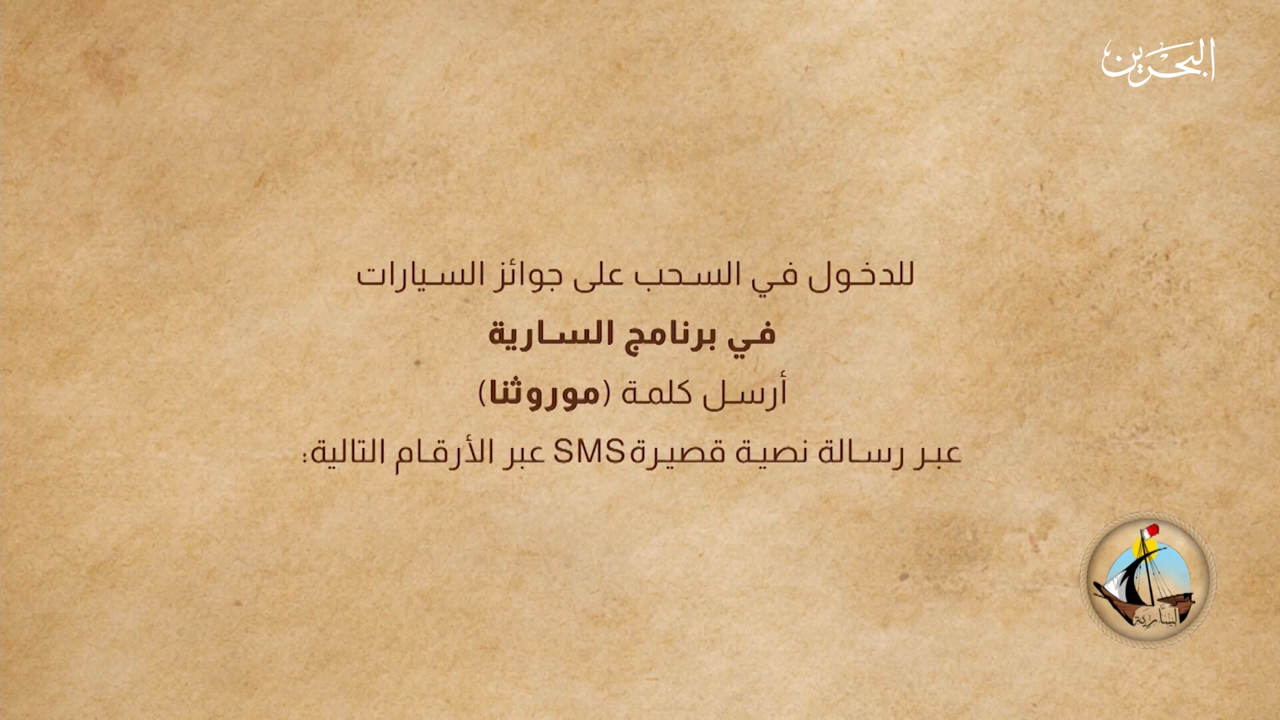 البحرين
للدخول في السحب على جوائز السيارات
في برنامج السارية
أرسل كلمة (موروثنا)
عبر رسالة نصية قصيرة SMS عبر الأرقام التالية:
السارية